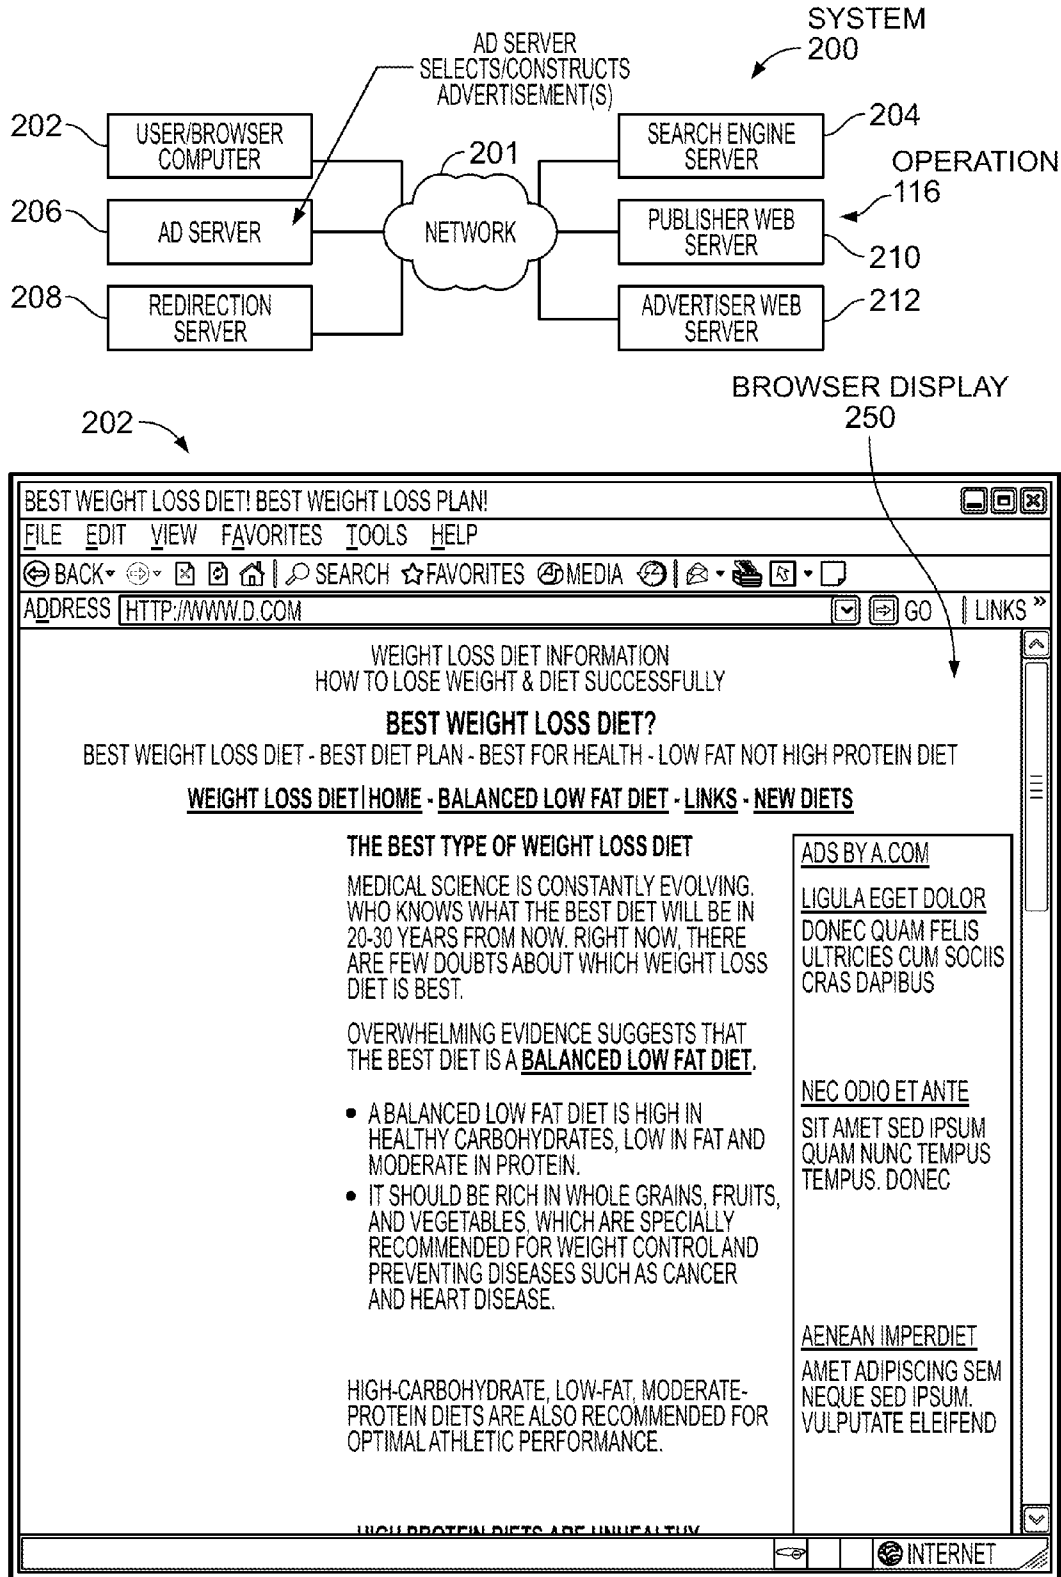 SYSTEM
200
AD SERVER
SELECTS/CONSTRUCTS
ADVERTISEMENT(S)
202
USER/BROWSER
COMPUTER
206
AD SERVER
208
REDIRECTION
SERVER
201
NETWORK
SEARCH ENGINE
SERVER
204
OPERATION
116
PUBLISHER WEB
SERVER
210
ADVERTISER WEB
SERVER
212
BROWSER DISPLAY
250
202
BEST WEIGHT LOSS DIET! BEST WEIGHT LOSS PLAN!
FILE EDIT VIEW FAVORITES TOOLS HELP
BACK SEARCH FAVORITES MEDIA
ADDRESS HTTP://WWW.D.COM GO LINKS »
WEIGHT LOSS DIET INFORMATION
HOW TO LOSE WEIGHT & DIET SUCCESSFULLY
BEST WEIGHT LOSS DIET?
BEST WEIGHT LOSS DIET - BEST DIET PLAN - BEST FOR HEALTH - LOW FAT NOT HIGH PROTEIN DIET
WEIGHT LOSS DIET|HOME - BALANCED LOW FAT DIET - LINKS - NEW DIETS
THE BEST TYPE OF WEIGHT LOSS DIET
MEDICAL SCIENCE IS CONSTANTLY EVOLVING.
WHO KNOWS WHAT THE BEST DIET WILL BE IN
20-30 YEARS FROM NOW. RIGHT NOW, THERE
ARE FEW DOUBTS ABOUT WHICH WEIGHT LOSS
DIET IS BEST.
OVERWHELMING EVIDENCE SUGGESTS THAT
THE BEST DIET IS A BALANCED LOW FAT DIET.
• A BALANCED LOW FAT DIET IS HIGH IN
HEALTHY CARBOHYDRATES, LOW IN FAT AND
MODERATE IN PROTEIN.
• IT SHOULD BE RICH IN WHOLE GRAINS, FRUITS,
AND VEGETABLES, WHICH ARE SPECIALLY
RECOMMENDED FOR WEIGHT CONTROL AND
PREVENTING DISEASES SUCH AS CANCER
AND HEART DISEASE.
HIGH-CARBOHYDRATE, LOW-FAT, MODERATE-
PROTEIN DIETS ARE ALSO RECOMMENDED FOR
OPTIMAL ATHLETIC PERFORMANCE.
HIGH PROTEIN DIETS ARE UNHEALTHY
ADS BY A.COM
LIGULA EGET DOLOR
DONEC QUAM FELIS
ULTRICIES CUM SOCIIS
CRAS DAPIBUS
NEC ODIO ET ANTE
SIT AMET SED IPSUM
QUAM NUNC TEMPUS
TEMPUS. DONEC
AENEAN IMPERDIET
AMET ADIPISCING SEM
NEQUE SED IPSUM.
VULPUTATE ELEIFEND
INTERNET